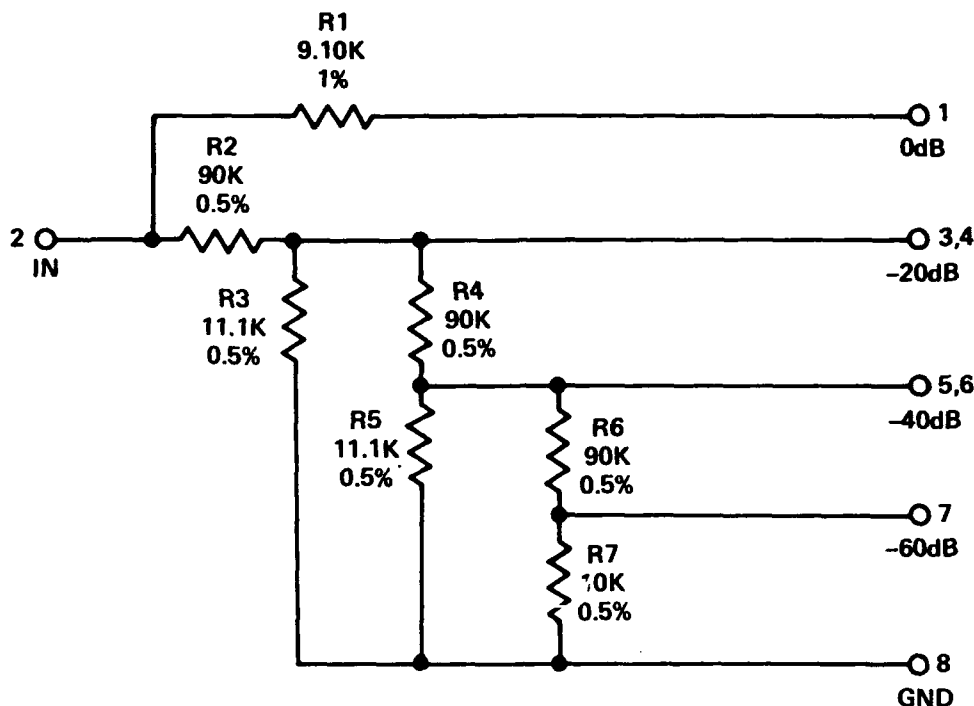 R1
9.10K
1%
1
0dB
R2
90K
0.5%
2
IN
3,4
–20dB
R3
11.1K
0.5%
R4
90K
0.5%
5,6
–40dB
R5
11.1K
0.5%
R6
90K
0.5%
7
–60dB
R7
10K
0.5%
8
GND